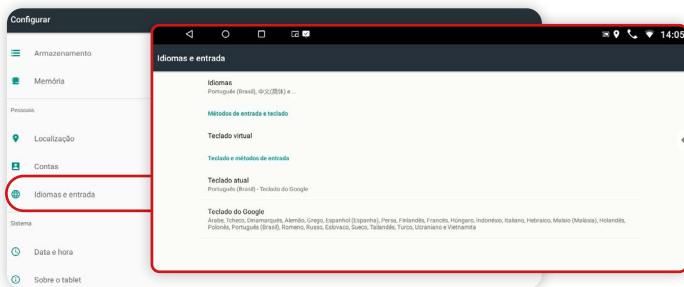 Configurar
Armazenamento
Memória
Pessoais
Localização
Contas
Idiomas e entrada
Sistema
Data e hora
Sobre o tablet
14:05
Idiomas e entrada
Idiomas
Português (Brasil), 中文(简体) e...
Métodos de entrada e teclado
Teclado virtual
Teclado e métodos de entrada
Teclado atual
Português (Brasil) - Teclado do Google
Teclado do Google
Árabe, Tcheco, Dinamarquês, Alemão, Grego, Espanhol (Espanha), Persa, Finlandês, Francês, Húngaro, Indonésio, Italiano, Hebraico, Malaio (Malásia), Holandês,
Polonês, Português (Brasil), Romeno, Russo, Eslovaco, Sueco, Tailandês, Turco, Ucraniano e Vietnamita